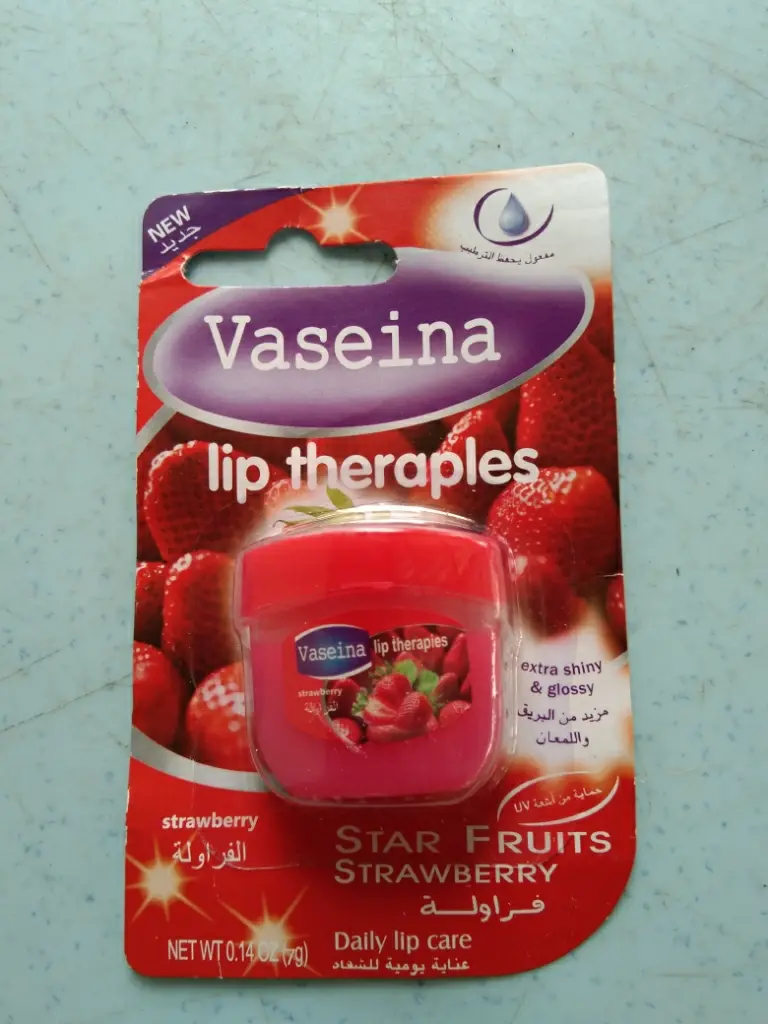 NEW
جديد
مفعول يحفظ الترطيب
Vaseina
lip theraples
Vaseina
lip therapies
strawberry
الفراولة
extra shiny
& glossy
مزيد من البريق
واللمعان
حماية من أشعة UV
strawberry
الفراولة
STAR FRUITS
STRAWBERRY
فراولة
NET WT 0.14 OZ (7g)
Daily lip care
عناية يومية للشفاه